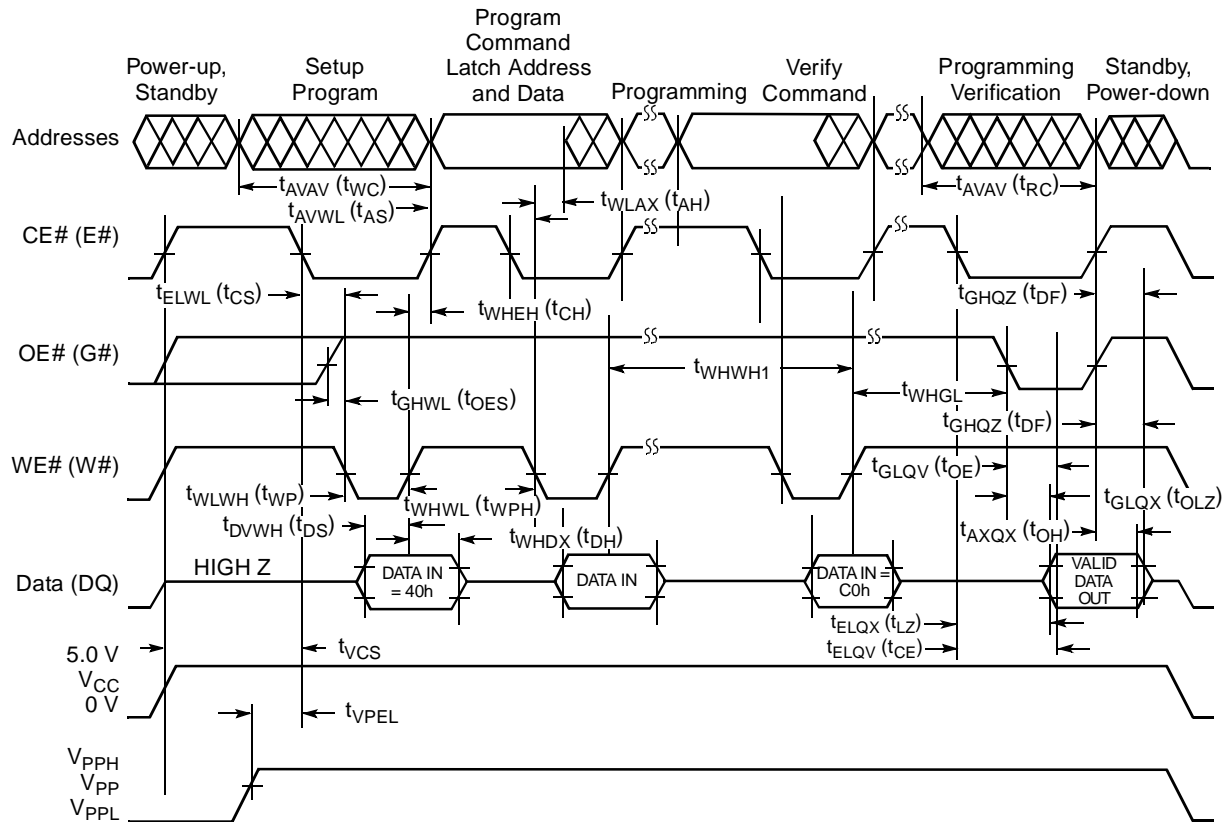 Power-up,
Standby
Setup
Program
Program
Command
Latch Address
and Data
Programming
Verify
Command
Programming
Verification
Standby,
Power-down
Addresses
tAVAV (tWC)
tAVWL (tAS)
tWLAX (tAH)
tAVAV (tRC)
CE# (E#)
tELWL (tCS)
tWHEH (tCH)
tGHQZ (tDF)
OE# (G#)
tWHWH1
tWHGL
tGHWL (tOES)
tGHQZ (tDF)
WE# (W#)
tGLQV (tOE)
tWLWH (tWP)
tWHWL (tWPH)
tGLQX (tOLZ)
tDVWH (tDS)
tWHDX (tDH)
tAXQX (tOH)
Data (DQ)
HIGH Z
DATA IN
= 40h
DATA IN
DATA IN =
C0h
VALID
DATA
OUT
tELQX (tLZ)
tELQV (tCE)
5.0 V
VCC
0 V
tVCS
tVPEL
VPPH
VPP
VPPL